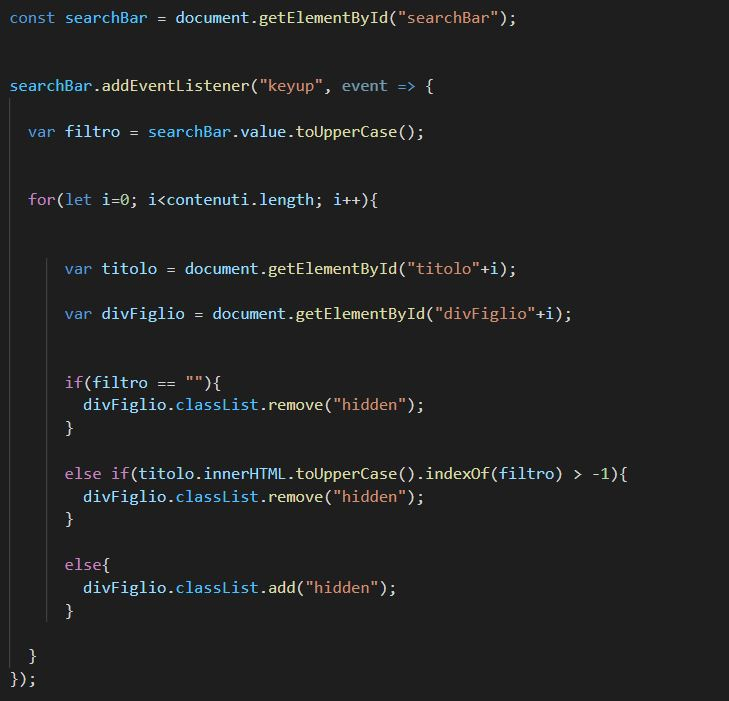 const searchBar = document.getElementById("searchBar");
searchBar.addEventListener("keyup", event => {
var filtro = searchBar.value.toUpperCase();
for(let i=0; i<contenuti.length; i++){
var titolo = document.getElementById("titolo"+i);
var divFiglio = document.getElementById("divFiglio"+i);
if(filtro == ""){
divFiglio.classList.remove("hidden");
}
else if(titolo.innerHTML.toUpperCase().indexOf(filtro) > -1){
divFiglio.classList.remove("hidden");
}
else{
divFiglio.classList.add("hidden");
}
}
});